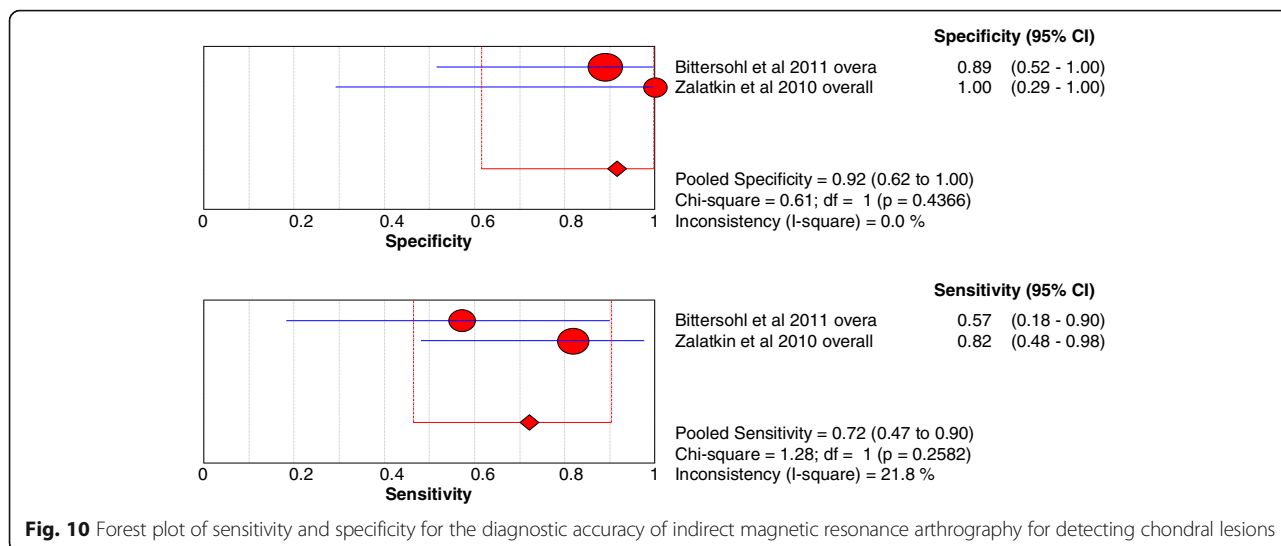 Specificity (95% CI)
Bittersohl et al 2011 overa 0.89 (0.52 - 1.00)
Zalatkin et al 2010 overall 1.00 (0.29 - 1.00)
Pooled Specificity = 0.92 (0.62 to 1.00)
Chi-square = 0.61; df = 1 (p = 0.4366)
Inconsistency (I-square) = 0.0 %
0 0.2 0.4 0.6 0.8 1
Specificity
Sensitivity (95% CI)
Bittersohl et al 2011 overa 0.57 (0.18 - 0.90)
Zalatkin et al 2010 overall 0.82 (0.48 - 0.98)
Pooled Sensitivity = 0.72 (0.47 to 0.90)
Chi-square = 1.28; df = 1 (p = 0.2582)
Inconsistency (I-square) = 21.8 %
0 0.2 0.4 0.6 0.8 1
Sensitivity
Fig. 10 Forest plot of sensitivity and specificity for the diagnostic accuracy of indirect magnetic resonance arthrography for detecting chondral lesions